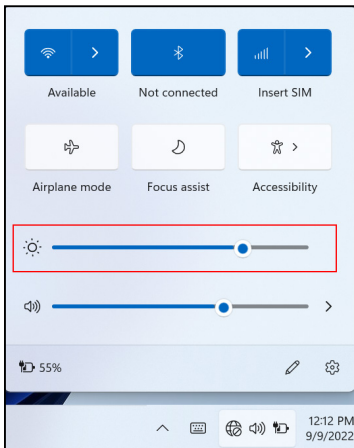 Available Not connected Insert SIM
Airplane mode Focus assist Accessibility
55%
12:12 PM
9/9/2022